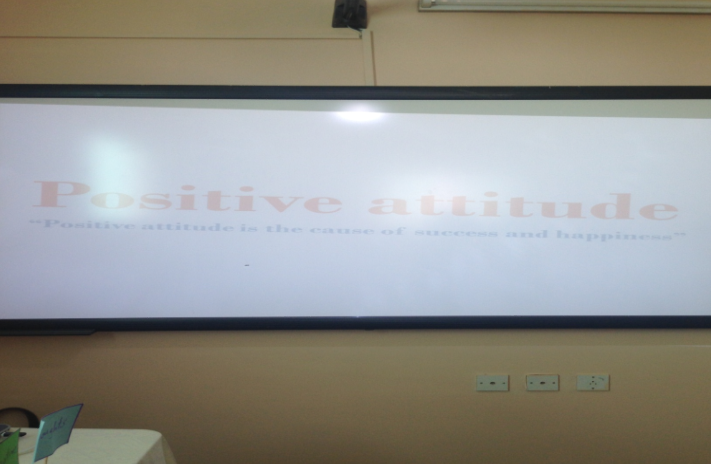 Positive attitude
“Positive attitude is the cause of success and happiness”